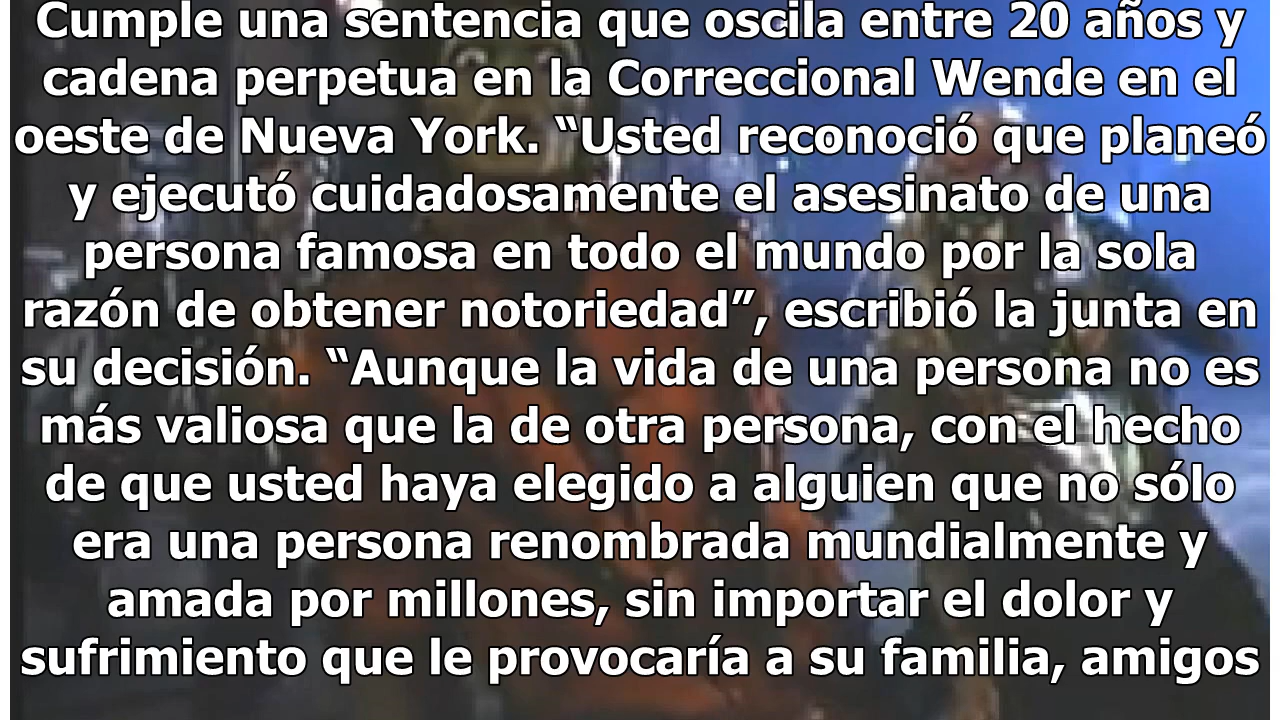 Cumple una sentencia que oscila entre 20 años y
cadena perpetua en la Correccional Wende en el
oeste de Nueva York. “Usted reconoció que planeó
y ejecutó cuidadosamente el asesinato de una
persona famosa en todo el mundo por la sola
razón de obtener notoriedad”, escribió la junta en
su decisión. “Aunque la vida de una persona no es
más valiosa que la de otra persona, con el hecho
de que usted haya elegido a alguien que no sólo
era una persona renombrada mundialmente y
amada por millones, sin importar el dolor y
sufrimiento que le provocaría a su familia, amigos